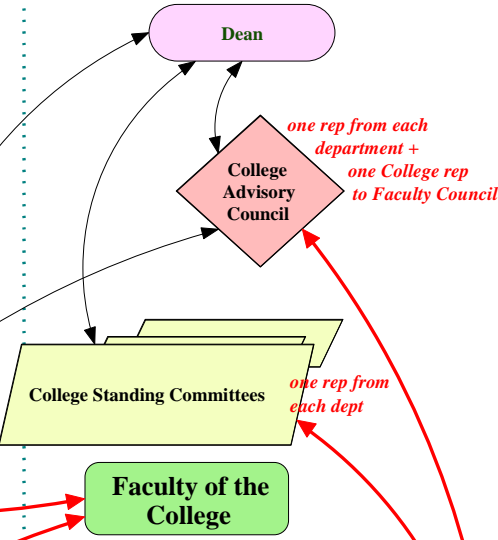 Dean
one rep from each
department +
one College rep
to Faculty Council
College
Advisory
Council
College Standing Committees
one rep from
each dept
Faculty of the
College